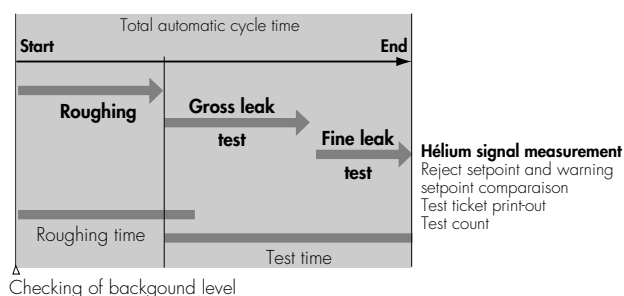 Total automatic cycle time
Start
End
Roughing
Gross leak
test
Fine leak
test
Hélium signal measurement
Reject setpoint and warning
setpoint comparaison
Test ticket print-out
Test count
Roughing time
Test time
Checking of backgound level